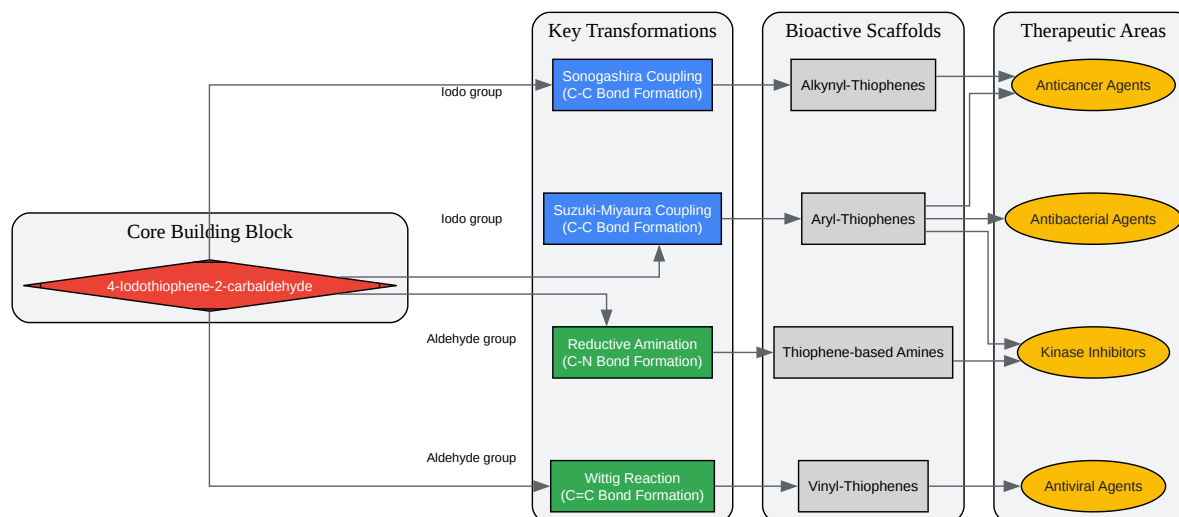 Key Transformations
Bioactive Scaffolds
Therapeutic Areas
Iodo group
Sonogashira Coupling
(C-C Bond Formation)
Alkynyl-Thiophenes
Anticancer Agents
Iodo group
Suzuki-Miyaura Coupling
(C-C Bond Formation)
Aryl-Thiophenes
Antibacterial Agents
Core Building Block
4-Iodothiophene-2-carbaldehyde
Aldehyde group
Reductive Amination
(C-N Bond Formation)
Thiophene-based Amines
Kinase Inhibitors
Aldehyde group
Wittig Reaction
(C=C Bond Formation)
Vinyl-Thiophenes
Antiviral Agents